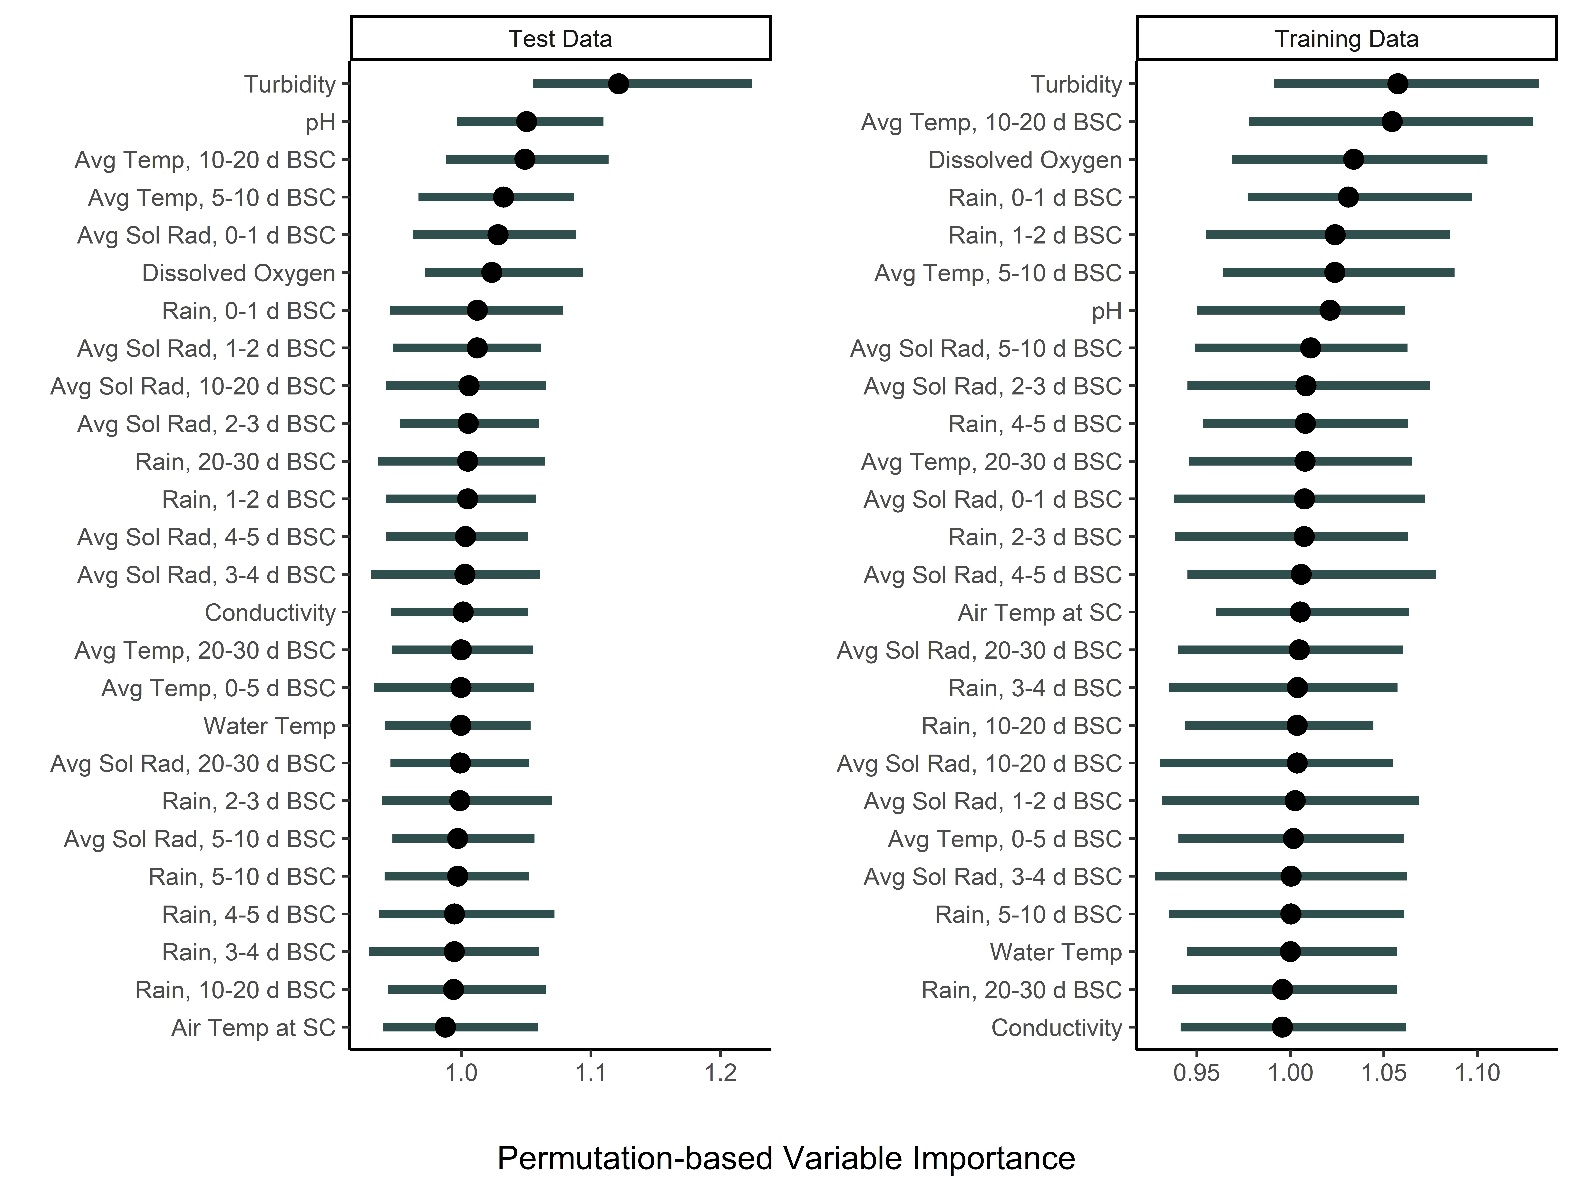 Test Data
Turbidity
pH
Avg Temp, 10-20 d BSC
Avg Temp, 5-10 d BSC
Avg Sol Rad, 0-1 d BSC
Dissolved Oxygen
Rain, 0-1 d BSC
Avg Sol Rad, 1-2 d BSC
Avg Sol Rad, 10-20 d BSC
Avg Sol Rad, 2-3 d BSC
Rain, 20-30 d BSC
Rain, 1-2 d BSC
Avg Sol Rad, 4-5 d BSC
Avg Sol Rad, 3-4 d BSC
Conductivity
Avg Temp, 20-30 d BSC
Avg Temp, 0-5 d BSC
Water Temp
Avg Sol Rad, 20-30 d BSC
Rain, 2-3 d BSC
Avg Sol Rad, 5-10 d BSC
Rain, 5-10 d BSC
Rain, 4-5 d BSC
Rain, 3-4 d BSC
Rain, 10-20 d BSC
Air Temp at SC
1.0 1.1 1.2
Training Data
Turbidity
Avg Temp, 10-20 d BSC
Dissolved Oxygen
Rain, 0-1 d BSC
Rain, 1-2 d BSC
Avg Temp, 5-10 d BSC
pH
Avg Sol Rad, 5-10 d BSC
Avg Sol Rad, 2-3 d BSC
Rain, 4-5 d BSC
Avg Temp, 20-30 d BSC
Avg Sol Rad, 0-1 d BSC
Rain, 2-3 d BSC
Avg Sol Rad, 4-5 d BSC
Air Temp at SC
Avg Sol Rad, 20-30 d BSC
Rain, 3-4 d BSC
Rain, 10-20 d BSC
Avg Sol Rad, 10-20 d BSC
Avg Sol Rad, 1-2 d BSC
Avg Temp, 0-5 d BSC
Avg Sol Rad, 3-4 d BSC
Rain, 5-10 d BSC
Water Temp
Rain, 20-30 d BSC
Conductivity
0.95 1.00 1.05 1.10
Permutation-based Variable Importance